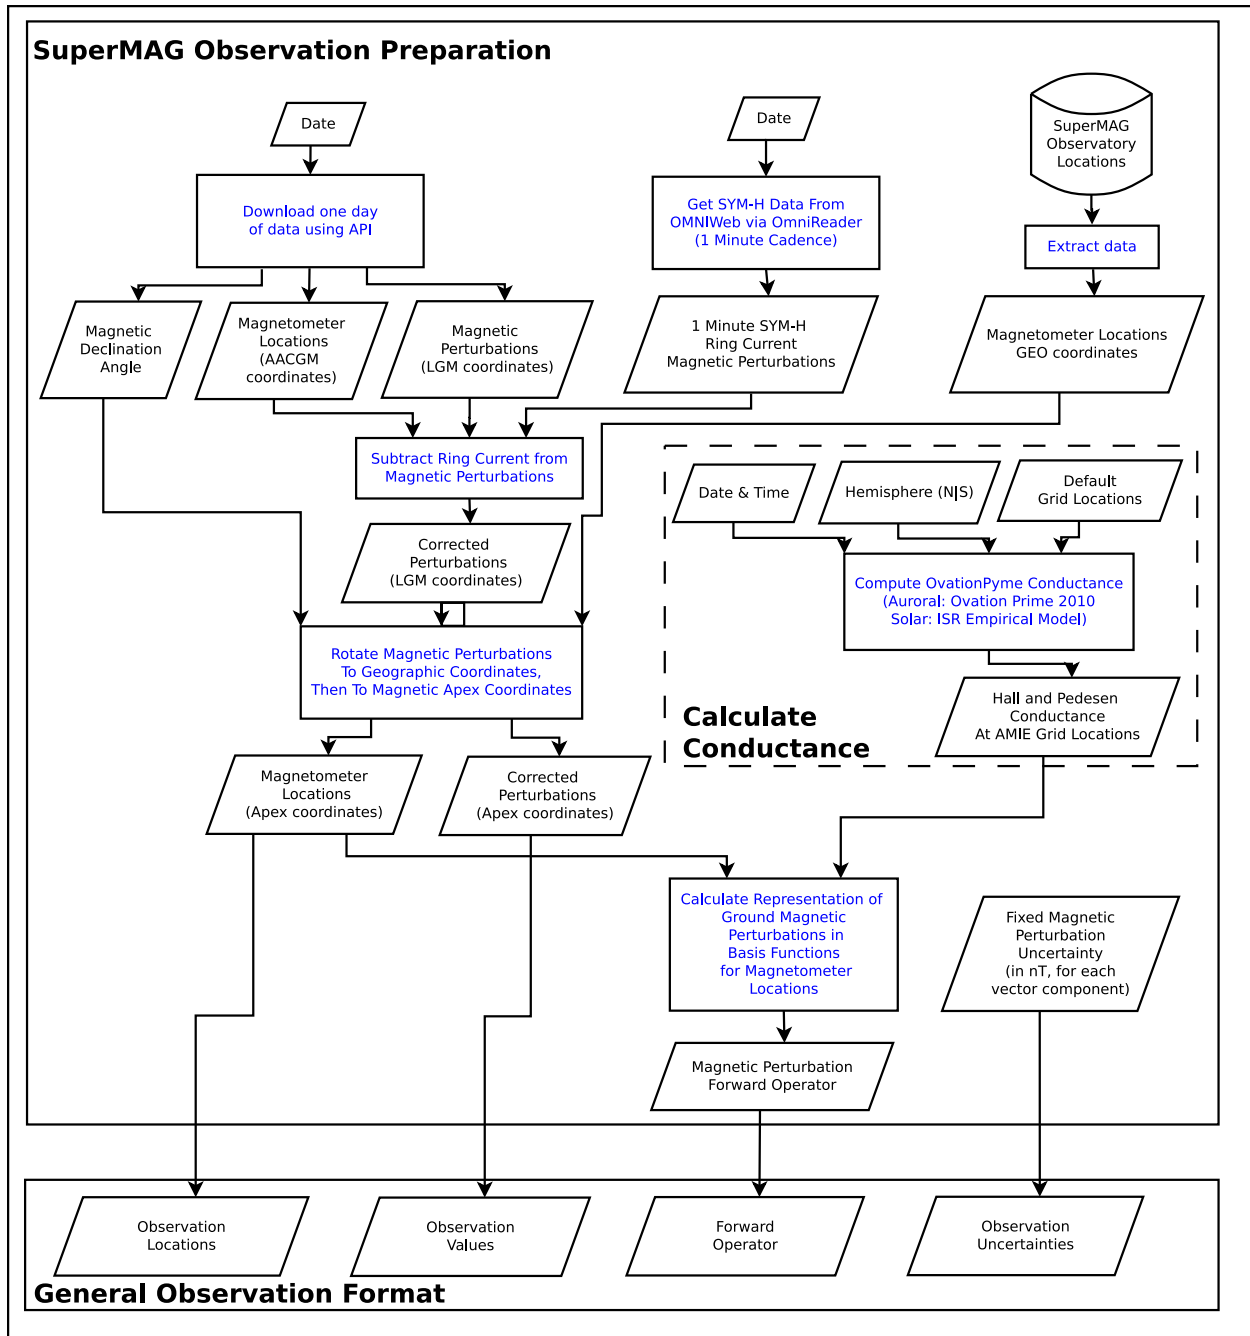 SuperMAG Observation Preparation
Date
Date
SuperMAG
Observatory
Locations
Download one day
of data using API
Get SYM-H Data From
OMNIWeb via OmniReader
(1 Minute Cadence)
Extract data
Magnetic
Declination
Angle
Magnetometer
Locations
(AACGM
coordinates)
Magnetic
Perturbations
(LGM coordinates)
1 Minute SYM-H
Ring Current
Magnetic Perturbations
Magnetometer Locations
GEO coordinates
Subtract Ring Current from
Magnetic Perturbations
Date & Time
Hemisphere (N|S)
Default
Grid Locations
Corrected
Perturbations
(LGM coordinates)
Compute OvationPyme Conductance
(Auroral: Ovation Prime 2010
Solar: ISR Empirical Model)
Rotate Magnetic Perturbations
To Geographic Coordinates,
Then To Magnetic Apex Coordinates
Hall and Pedesen
Conductance
At AMIE Grid Locations
Calculate
Conductance
Magnetometer
Locations
(Apex coordinates)
Corrected
Perturbations
(Apex coordinates)
Calculate Representation of
Ground Magnetic
Perturbations in
Basis Functions
for Magnetometer
Locations
Fixed Magnetic
Perturbation
Uncertainty
(in nT, for each
vector component)
Magnetic Perturbation
Forward Operator
Observation
Locations
Observation
Values
Forward
Operator
Observation
Uncertainties
General Observation Format